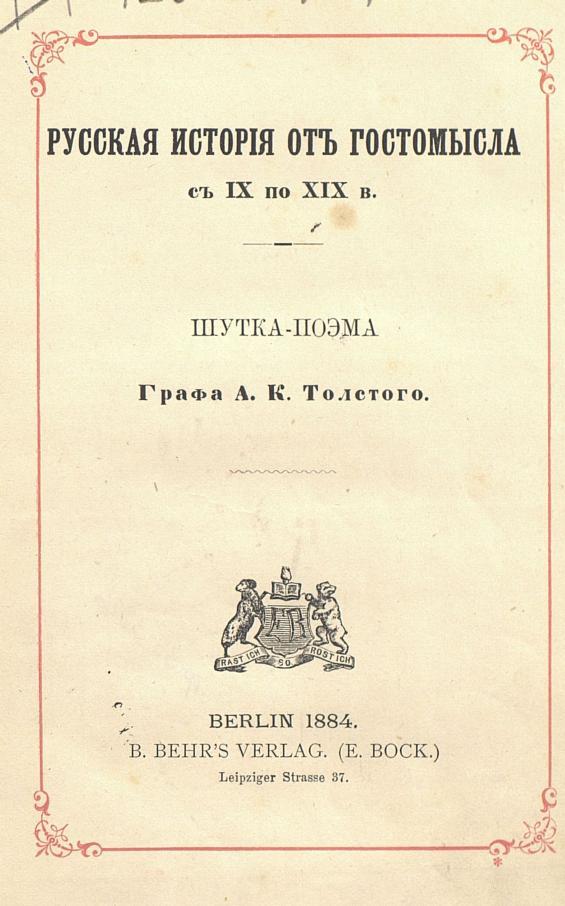 РУССКАЯ ИСТОРІЯ ОТЪ ГОСТОМЫСЛА
съ IX по XIX в.
ШУТКА-ПОЭМА
Графа А. К. Толстого.
RAST ICH SO ROST ICH
BERLIN 1884.
B. BEHR'S VERLAG. (E. BOCK.)
Leipziger Strasse 37.